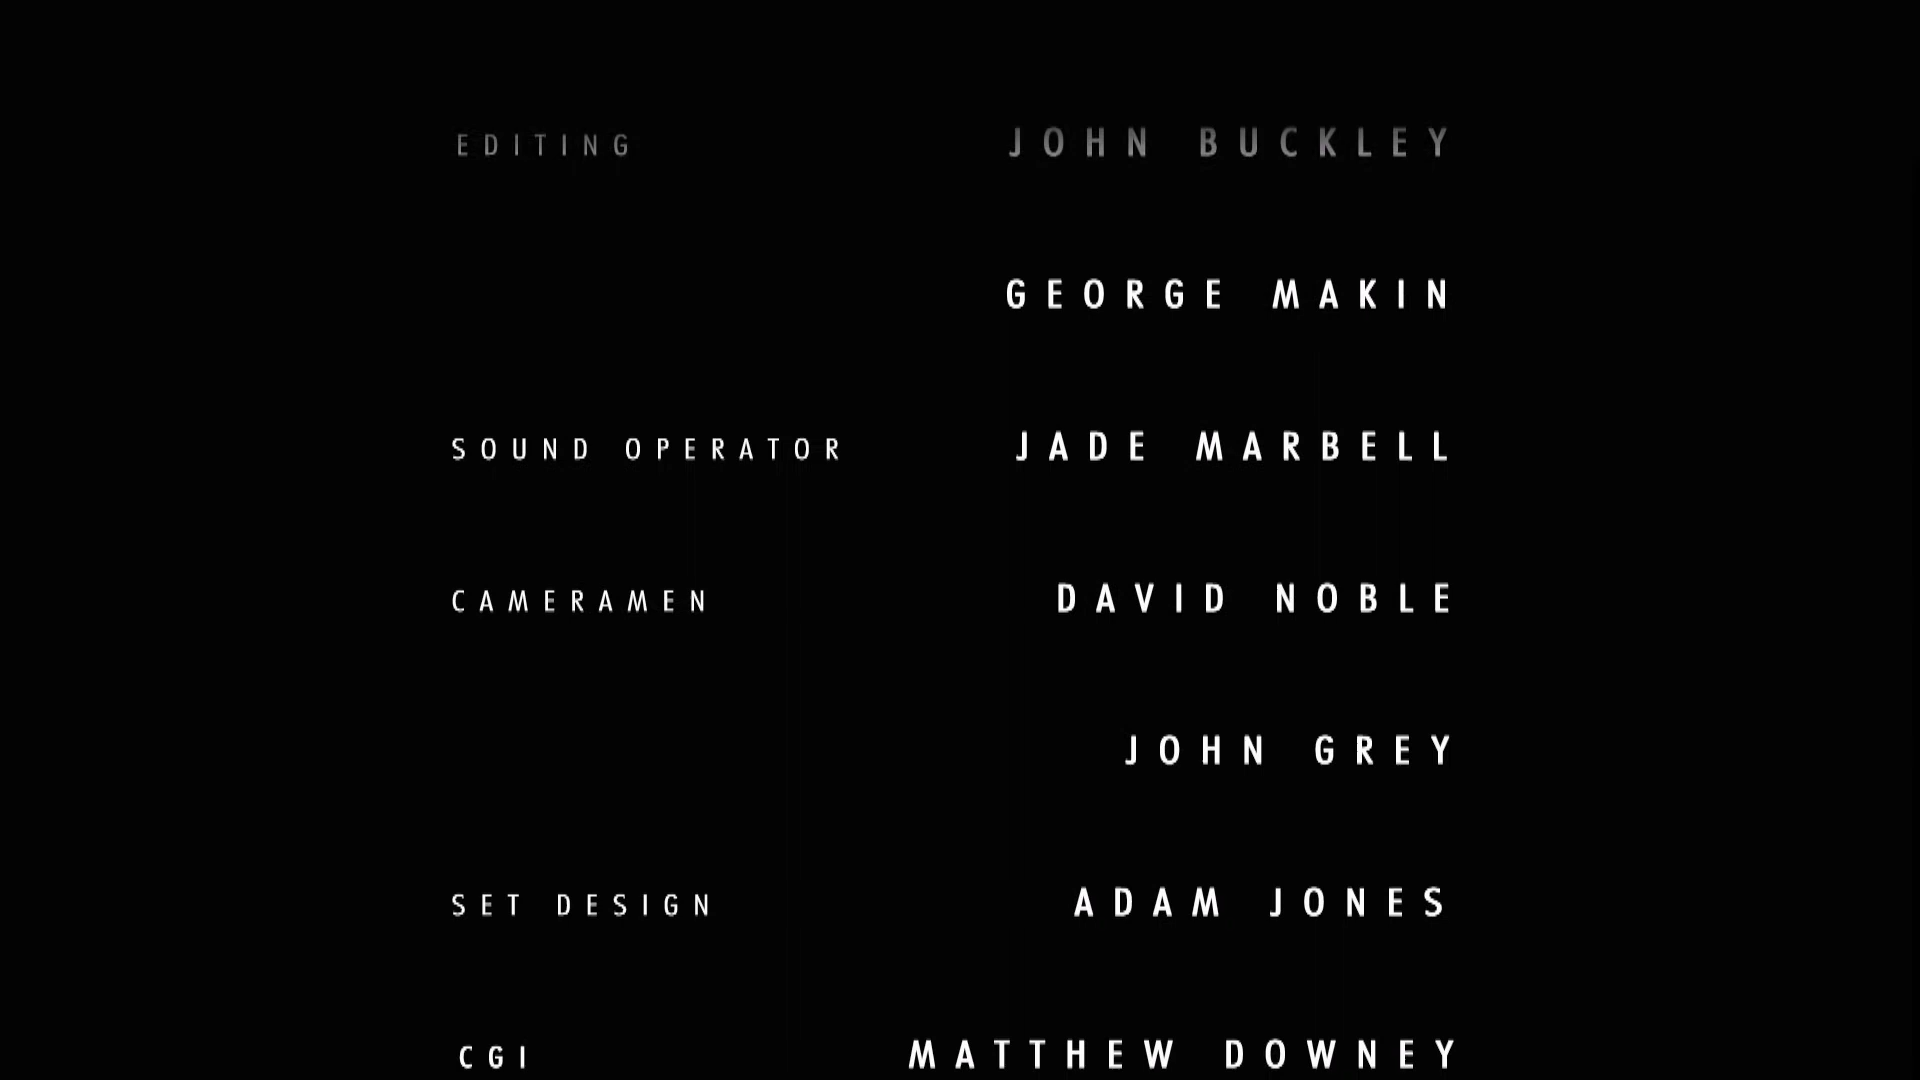 EDITING JOHN BUCKLEY
GEORGE MAKIN
SOUND OPERATOR JADE MARBELL
CAMERAMEN DAVID NOBLE
JOHN GREY
SET DESIGN ADAM JONES
CGI MATTHEW DOWNEY